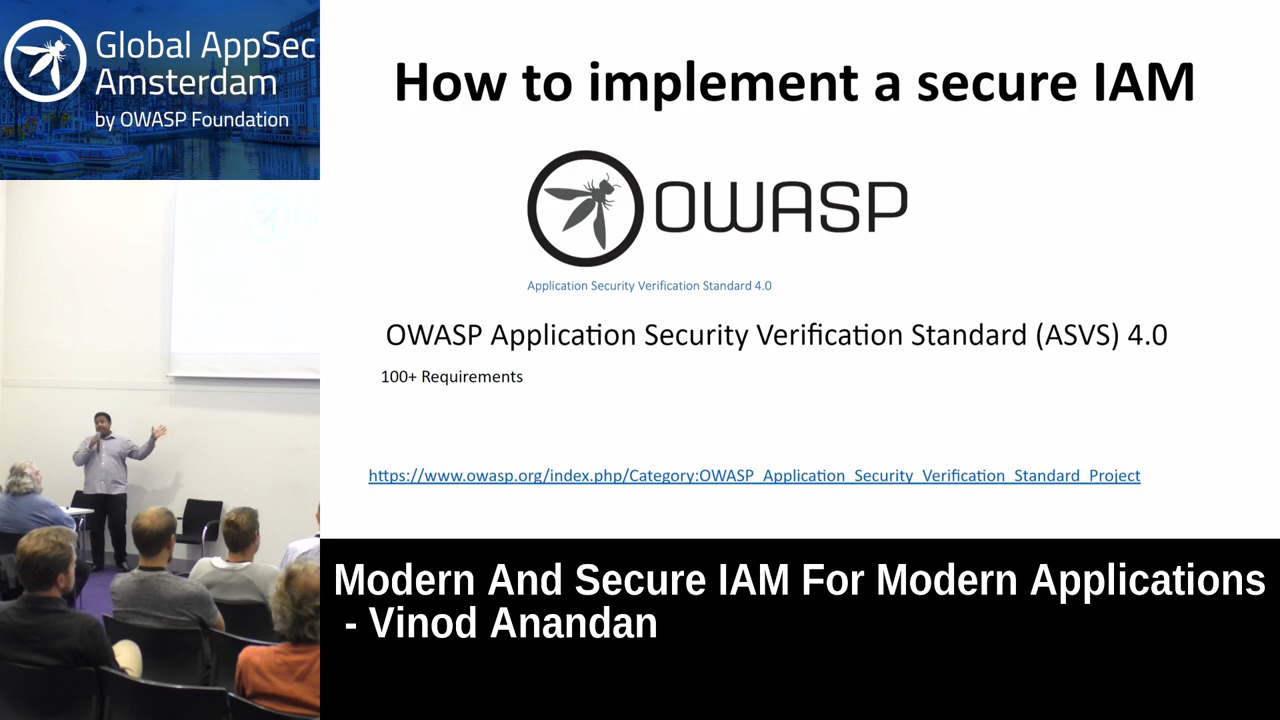 Global AppSec
Amsterdam
by OWASP Foundation
How to implement a secure IAM
OWASP
Application Security Verification Standard 4.0
OWASP Application Security Verification Standard (ASVS) 4.0
100+ Requirements
https://www.owasp.org/index.php/Category:OWASP_Application_Security_Verification_Standard_Project
Modern And Secure IAM For Modern Applications
- Vinod Anandan